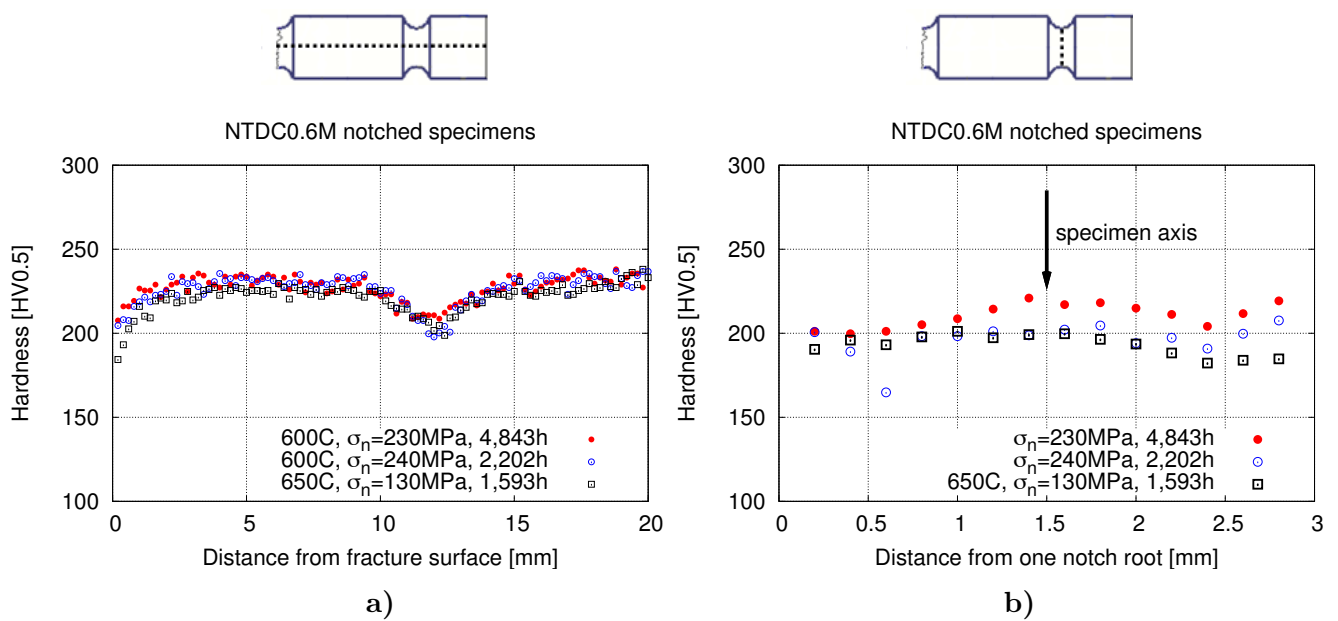 NTDC0.6M notched specimens
300
250
200
150
100
Hardness [HV0.5]
600C, σn=230MPa, 4,843h
600C, σn=240MPa, 2,202h
650C, σn=130MPa, 1,593h
0 5 10 15 20
Distance from fracture surface [mm]
a)
NTDC0.6M notched specimens
300
250
200
150
100
Hardness [HV0.5]
specimen axis
σn=230MPa, 4,843h
σn=240MPa, 2,202h
650C, σn=130MPa, 1,593h
0 0.5 1 1.5 2 2.5 3
Distance from one notch root [mm]
b)